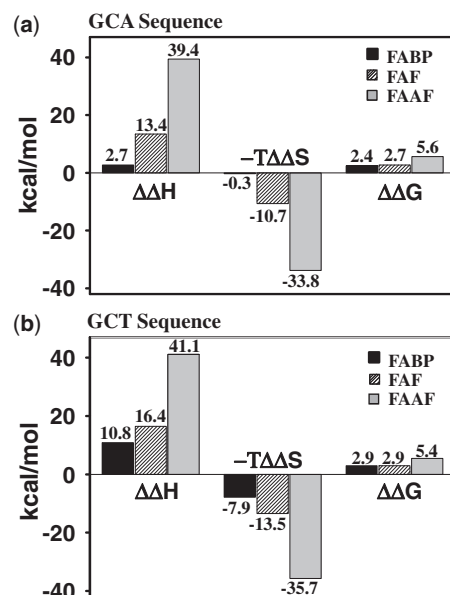 (a) GCA Sequence
kcal/mol
40
20
0
-20
-40
FABP
FAF
FAAF
2.7
13.4
39.4
ΔΔH
−TΔΔS
-0.3
-10.7
-33.8
2.4
2.7
5.6
ΔΔG
(b) GCT Sequence
kcal/mol
40
20
0
-20
-40
FABP
FAF
FAAF
10.8
16.4
41.1
ΔΔH
−TΔΔS
-7.9
-13.5
-35.7
2.9
2.9
5.4
ΔΔG